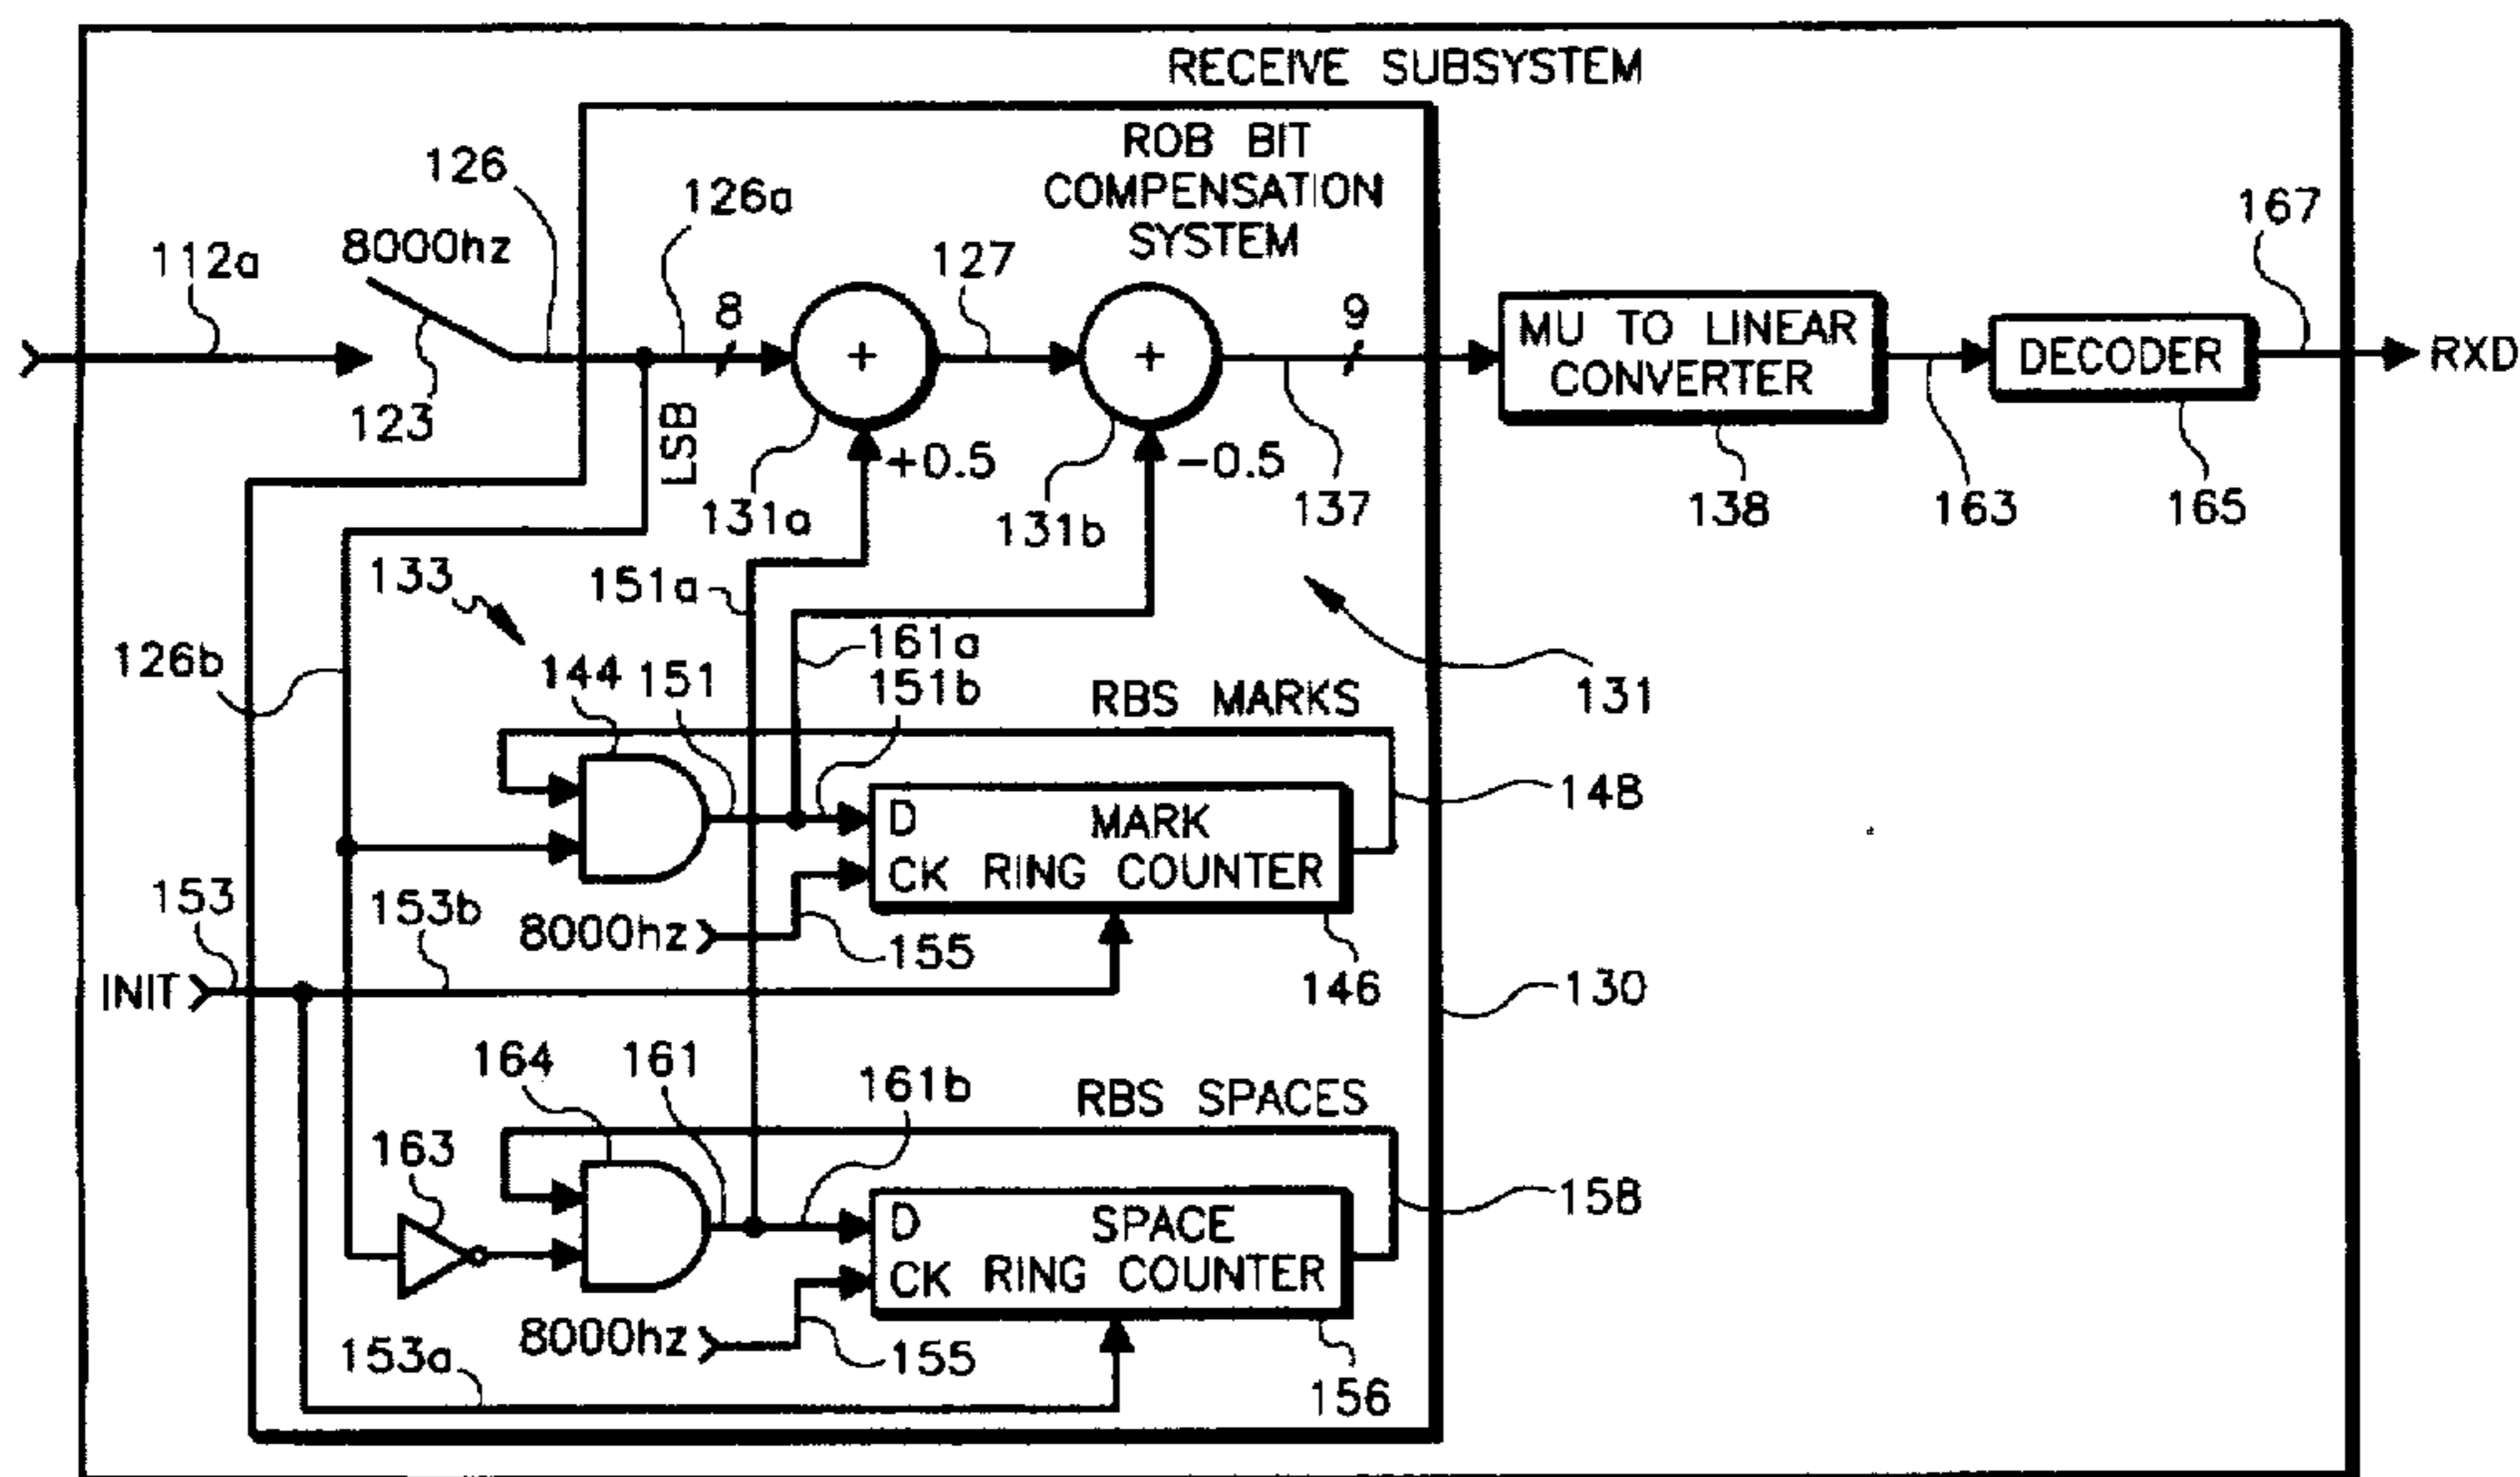 RECEIVE SUBSYSTEM
ROB BIT
COMPENSATION
SYSTEM
126
126a
112a
8000hz
127
167
8
9
+
+
MU TO LINEAR
CONVERTER
DECODER
RXD
123
LSB
+0.5
-0.5
131a
131b
137
138
163
165
133
151a
126b
161a
144
151
151b
RBS MARKS
131
148
D
MARK
CK
RING COUNTER
153
153b
8000hz
155
INIT
146
130
164
161
161b
RBS SPACES
163
158
D
SPACE
CK
RING COUNTER
8000hz
155
153a
156